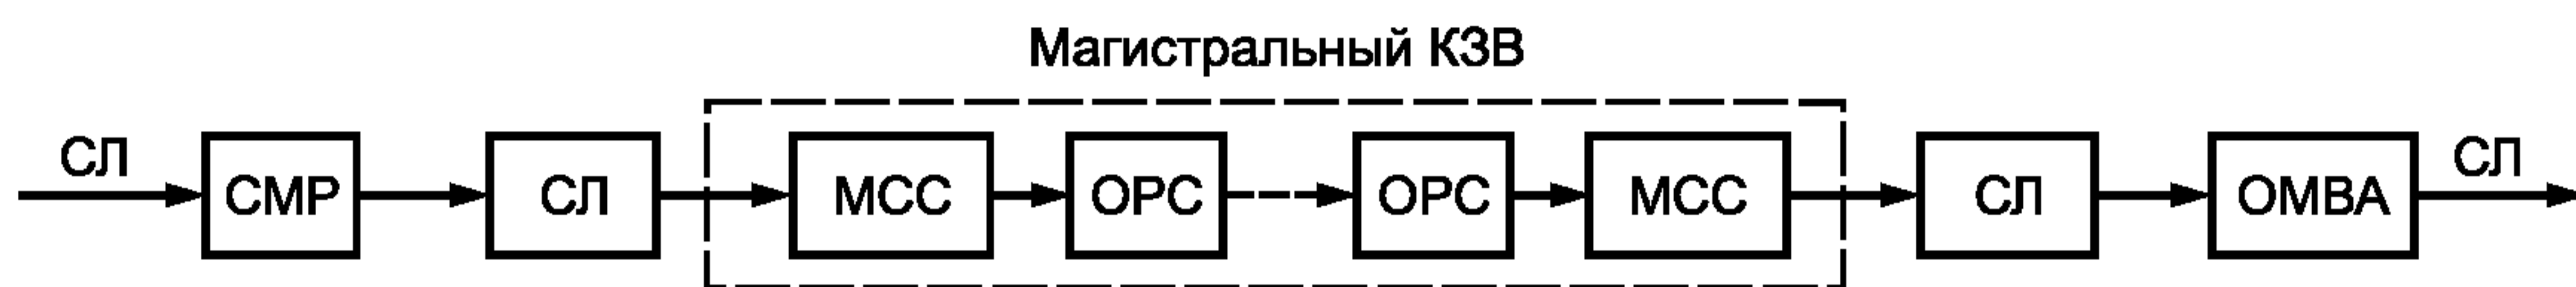 Магистральный КЗВ
СЛ СМР СЛ МСС ОРС ОРС МСС СЛ ОМВА СЛ